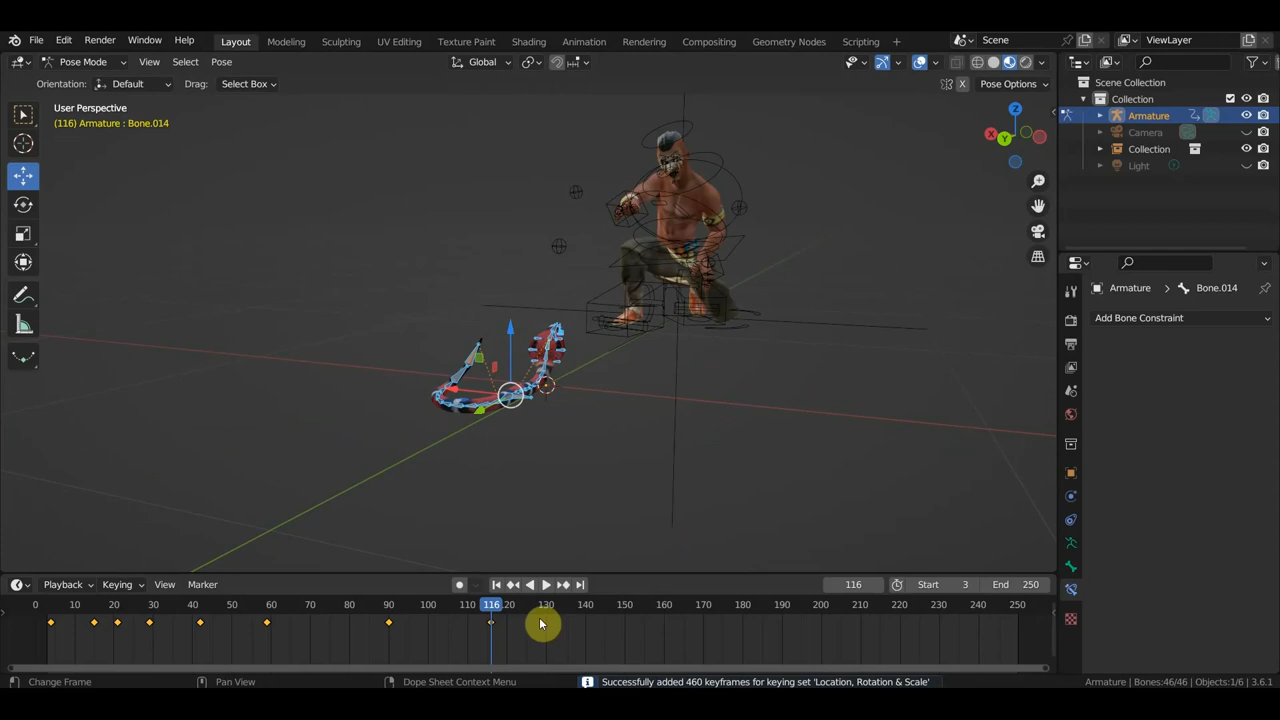 File Edit Render Window Help Layout Modeling Sculpting UV Editing Texture Paint Shading Animation Rendering Compositing Geometry Nodes Scripting + Scene ViewLayer
Pose Mode View Select Pose Global
Orientation: Default Drag: Select Box X Pose Options
User Perspective
(116) Armature : Bone.014
Z
X
Y
Scene Collection
Collection
Armature
Camera
Collection
Light
Armature > Bone.014
Add Bone Constraint
Playback Keying View Marker 116 Start 3 End 250
0 10 20 30 40 50 60 70 80 90 100 110 116 120 130 140 150 160 170 180 190 200 210 220 230 240 250
Change Frame Pan View Dope Sheet Context Menu Successfully added 460 keyframes for keying set 'Location, Rotation & Scale' Armature | Bones:46/46 | Objects:1/6 | 3.6.1